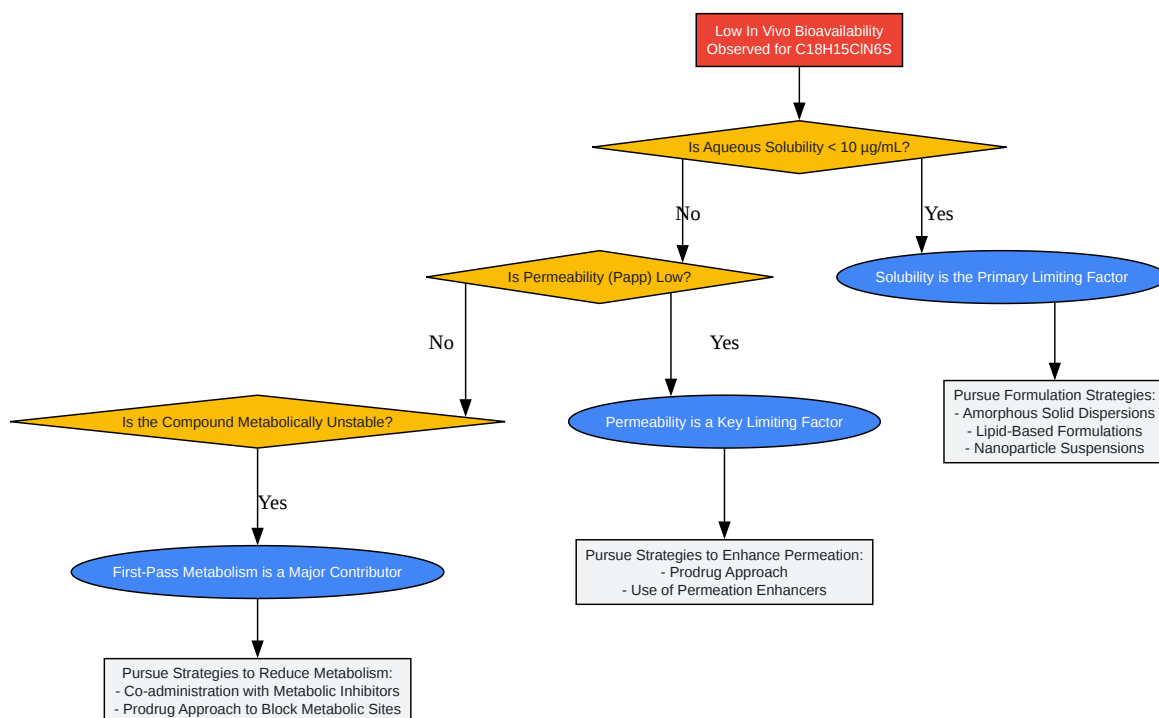 Low In Vivo Bioavailability
Observed for C18H15ClN6S
Is Aqueous Solubility < 10 µg/mL?
No
Yes
Is Permeability (Papp) Low?
Solubility is the Primary Limiting Factor
No
Yes
Pursue Formulation Strategies:
- Amorphous Solid Dispersions
- Lipid-Based Formulations
- Nanoparticle Suspensions
Is the Compound Metabolically Unstable?
Permeability is a Key Limiting Factor
Yes
Pursue Strategies to Enhance Permeation:
- Prodrug Approach
- Use of Permeation Enhancers
First-Pass Metabolism is a Major Contributor
Pursue Strategies to Reduce Metabolism:
- Co-administration with Metabolic Inhibitors
- Prodrug Approach to Block Metabolic Sites